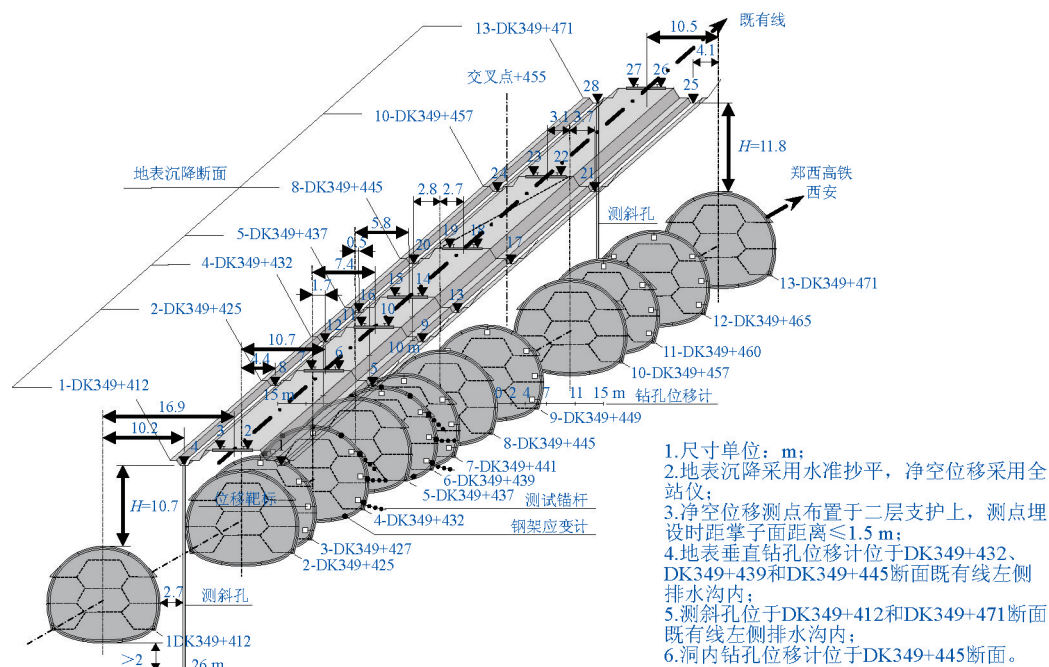 13-DK349+471
10.5
既有线
4.1
交叉点+455
27
26
25
28
10-DK349+457
3.1
3.7
H=11.8
地表沉降断面
23
22
郑西高铁
西安
8-DK349+445
24
21
2.8
2.7
测斜孔
5-DK349+437
5.8
19
18
20
17
0.5
4-DK349+432
7.4
13-DK349+471
1.7
15
14
2-DK349+425
16
13
12-DK349+465
11
10
12
9
10 m
11-DK349+460
10.7
7
6
10-DK349+457
4.4
8
5
1-DK349+412
15 m
0
2
4
7
11
15 m
钻孔位移计
9-DK349+449
16.9
10.2
3
2
4
8-DK349+445
7-DK349+441
6-DK349+439
5-DK349+437
H=10.7
位移靶标
测试锚杆
4-DK349+432
钢架应变计
3-DK349+427
2-DK349+425
2.7
测斜孔
1DK349+412
>2
26 m
1.尺寸单位：m；
2.地表沉降采用水准抄平，净空位移采用全
站仪；
3.净空位移测点布置于二层支护上，测点埋
设时距掌子面距离≤1.5 m；
4.地表垂直钻孔位移计位于DK349+432、
DK349+439和DK349+445断面既有线左侧
排水沟内；
5.测斜孔位于DK349+412和DK349+471断面
既有线左侧排水沟内；
6.洞内钻孔位移计位于DK349+445断面。